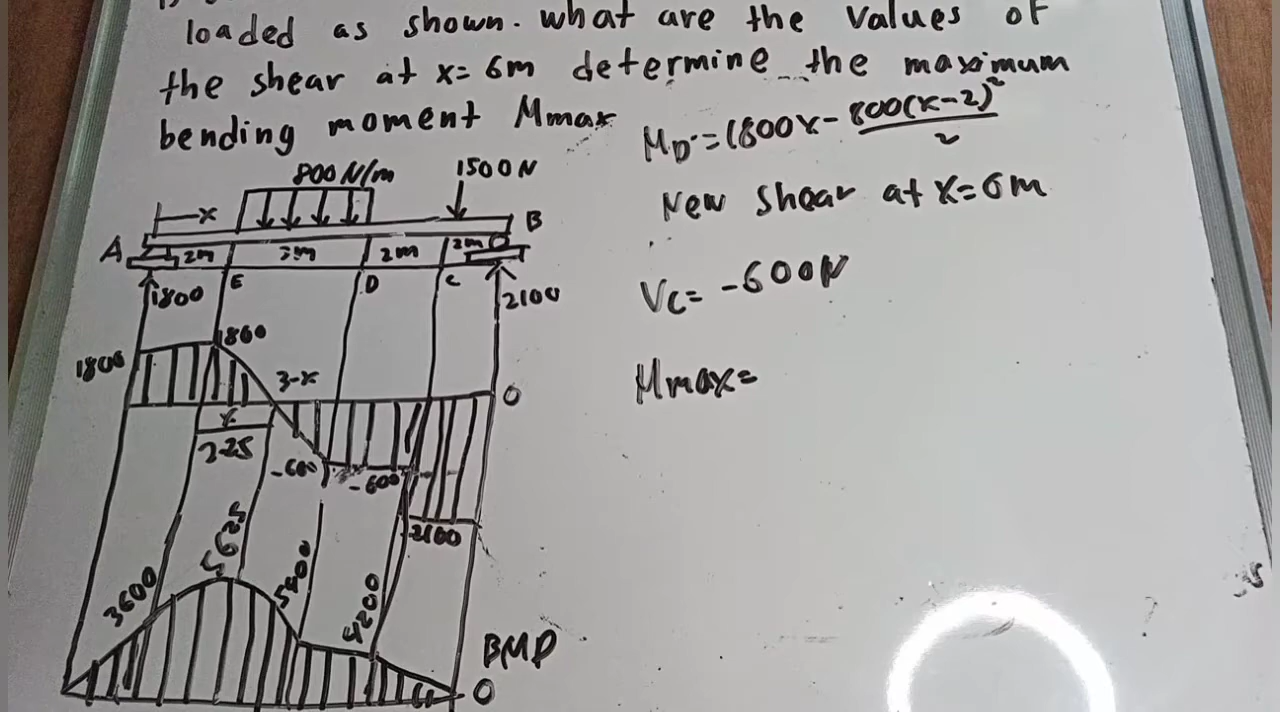 loaded as shown. what are the values of
the shear at x= 6m determine the maximum
bending moment Mmax
MD = 1800x - 800(x-2)²
2
800 N/m
1500N
New shear at x=6m
x
B
A
2m
3m
2m
2m
E
D
C
1800
2100
Vc= -600N
1800
1800
3-x
Mmax=
0
x
2.25
-600
-600
2100
5625
3600
5400
4200
BMD
0